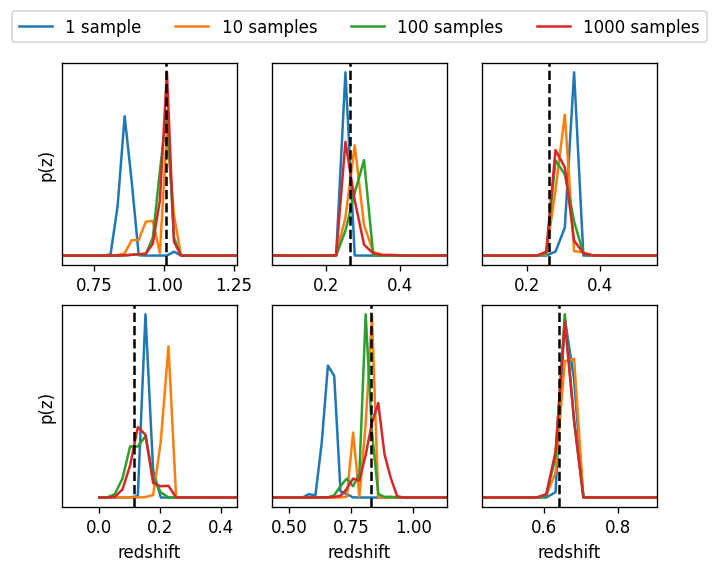 1 sample 10 samples 100 samples 1000 samples
p(z)
0.75 1.00 1.25
0.2 0.4
0.2 0.4
p(z)
0.0 0.2 0.4
0.50 0.75 1.00
0.6 0.8
redshift redshift redshift